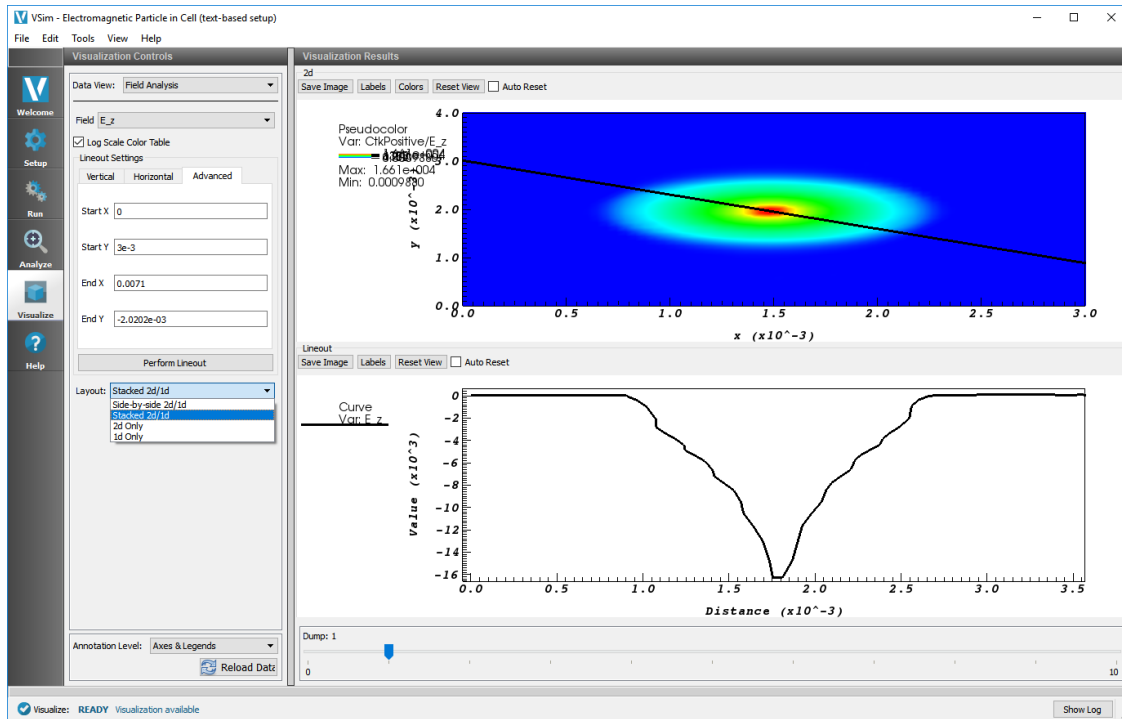 VSim - Electromagnetic Particle in Cell (text-based setup)
File Edit Tools View Help
Welcome
Setup
Run
Analyze
Visualize
Help
Visualization Controls
Data View: Field Analysis
Field E_z
Log Scale Color Table
Lineout Settings
Vertical Horizontal Advanced
Start X 0
Start Y 3e-3
End X 0.0071
End Y -2.0202e-03
Perform Lineout
Layout: Stacked 2d/1d
Side-by-side 2d/1d
Stacked 2d/1d
2d Only
1d Only
Annotation Level: Axes & Legends
Reload Data
Visualization Results
2d
Save Image Labels Colors Reset View Auto Reset
Pseudocolor
Var: CtkPositive/E_z
Max: 1.661e+004
Min: 0.0009880
y (x10^-3)
4.0
3.0
2.0
1.0
0.0
0.0 0.5 1.0 1.5 2.0 2.5 3.0
x (x10^-3)
Lineout
Save Image Labels Reset View Auto Reset
Curve
Var: E_z
Value (x10^3)
0
-2
-4
-6
-8
-10
-12
-14
-16
0.0 0.5 1.0 1.5 2.0 2.5 3.0 3.5
Distance (x10^-3)
Dump: 1
0 10
Visualize: READY Visualization available
Show Log